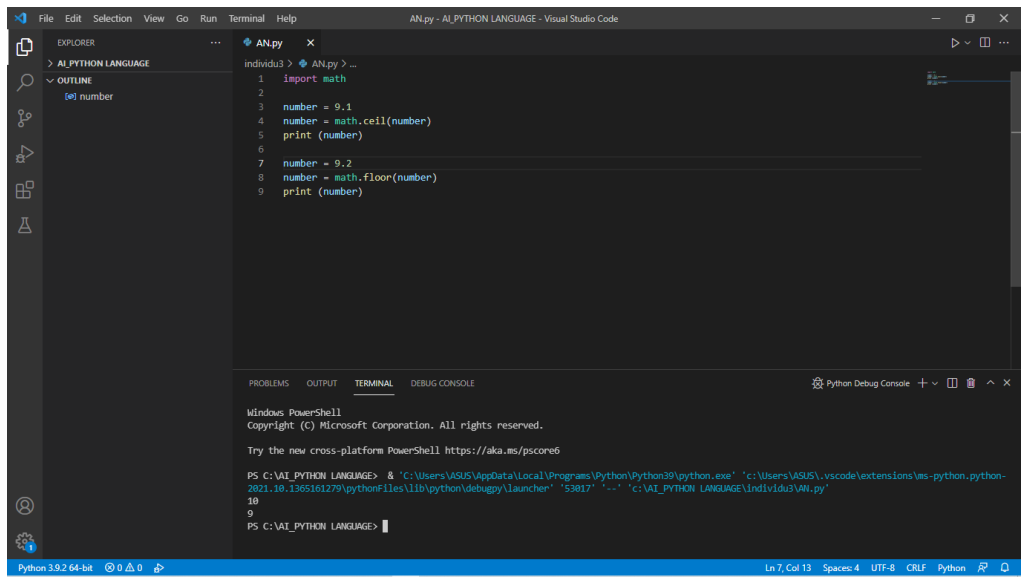 File Edit Selection View Go Run Terminal Help AN.py - AI_PYTHON LANGUAGE - Visual Studio Code
EXPLORER
AI_PYTHON LANGUAGE
OUTLINE
number
AN.py
individu3 > AN.py > ...
1 import math
2
3 number = 9.1
4 number = math.ceil(number)
5 print (number)
6
7 number = 9.2
8 number = math.floor(number)
9 print (number)
PROBLEMS OUTPUT TERMINAL DEBUG CONSOLE Python Debug Console
Windows PowerShell
Copyright (C) Microsoft Corporation. All rights reserved.
Try the new cross-platform PowerShell https://aka.ms/pscore6
PS C:\AI_PYTHON LANGUAGE> & 'C:\Users\ASUS\AppData\Local\Programs\Python\Python39\python.exe' 'c:\Users\ASUS\.vscode\extensions\ms-python.python-
2021.10.1365161279\pythonFiles\lib\python\debugpy\launcher' '53017' '--' 'c:\AI_PYTHON LANGUAGE\individu3\AN.py'
10
9
PS C:\AI_PYTHON LANGUAGE>
1
Python 3.9.2 64-bit 0 0 Ln 7, Col 13 Spaces: 4 UTF-8 CRLF Python